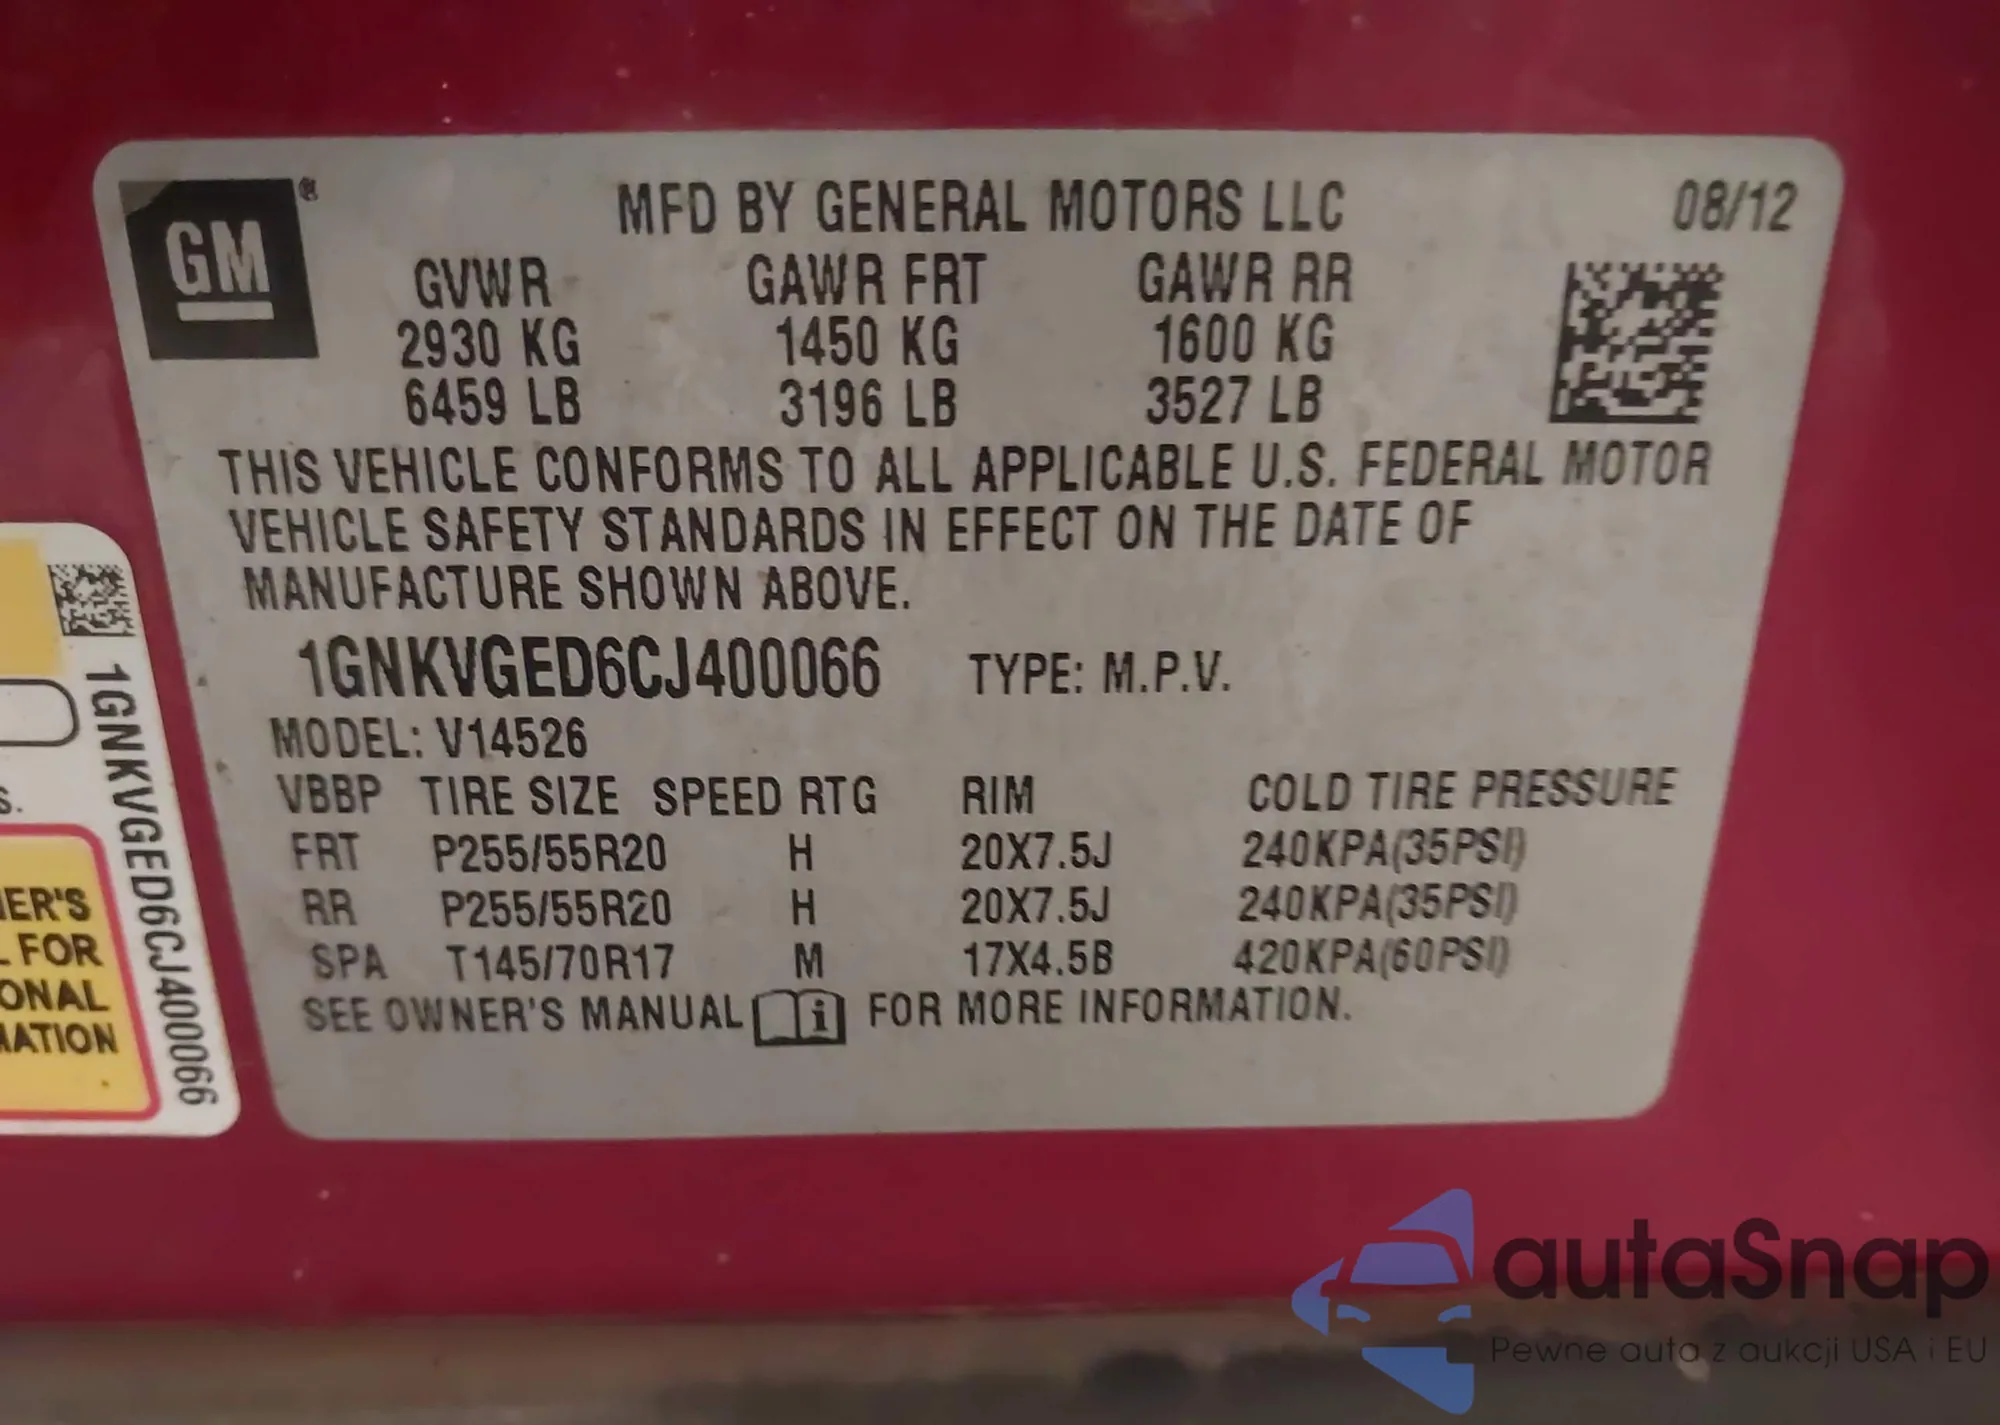 GM ®
MFD BY GENERAL MOTORS LLC 08/12
GVWR GAWR FRT GAWR RR
2930 KG 1450 KG 1600 KG
6459 LB 3196 LB 3527 LB
THIS VEHICLE CONFORMS TO ALL APPLICABLE U.S. FEDERAL MOTOR
VEHICLE SAFETY STANDARDS IN EFFECT ON THE DATE OF
MANUFACTURE SHOWN ABOVE.
1GNKVGED6CJ400066 TYPE: M.P.V.
MODEL: V14526
VBBP TIRE SIZE SPEED RTG RIM COLD TIRE PRESSURE
FRT P255/55R20 H 20X7.5J 240KPA(35PSI)
RR P255/55R20 H 20X7.5J 240KPA(35PSI)
SPA T145/70R17 M 17X4.5B 420KPA(60PSI)
SEE OWNER'S MANUAL i FOR MORE INFORMATION.
1GNKVGED6CJ400066
S.
NER'S
L FOR
ONAL
MATION
autaSnap
Pewne auta z aukcji USA i EU